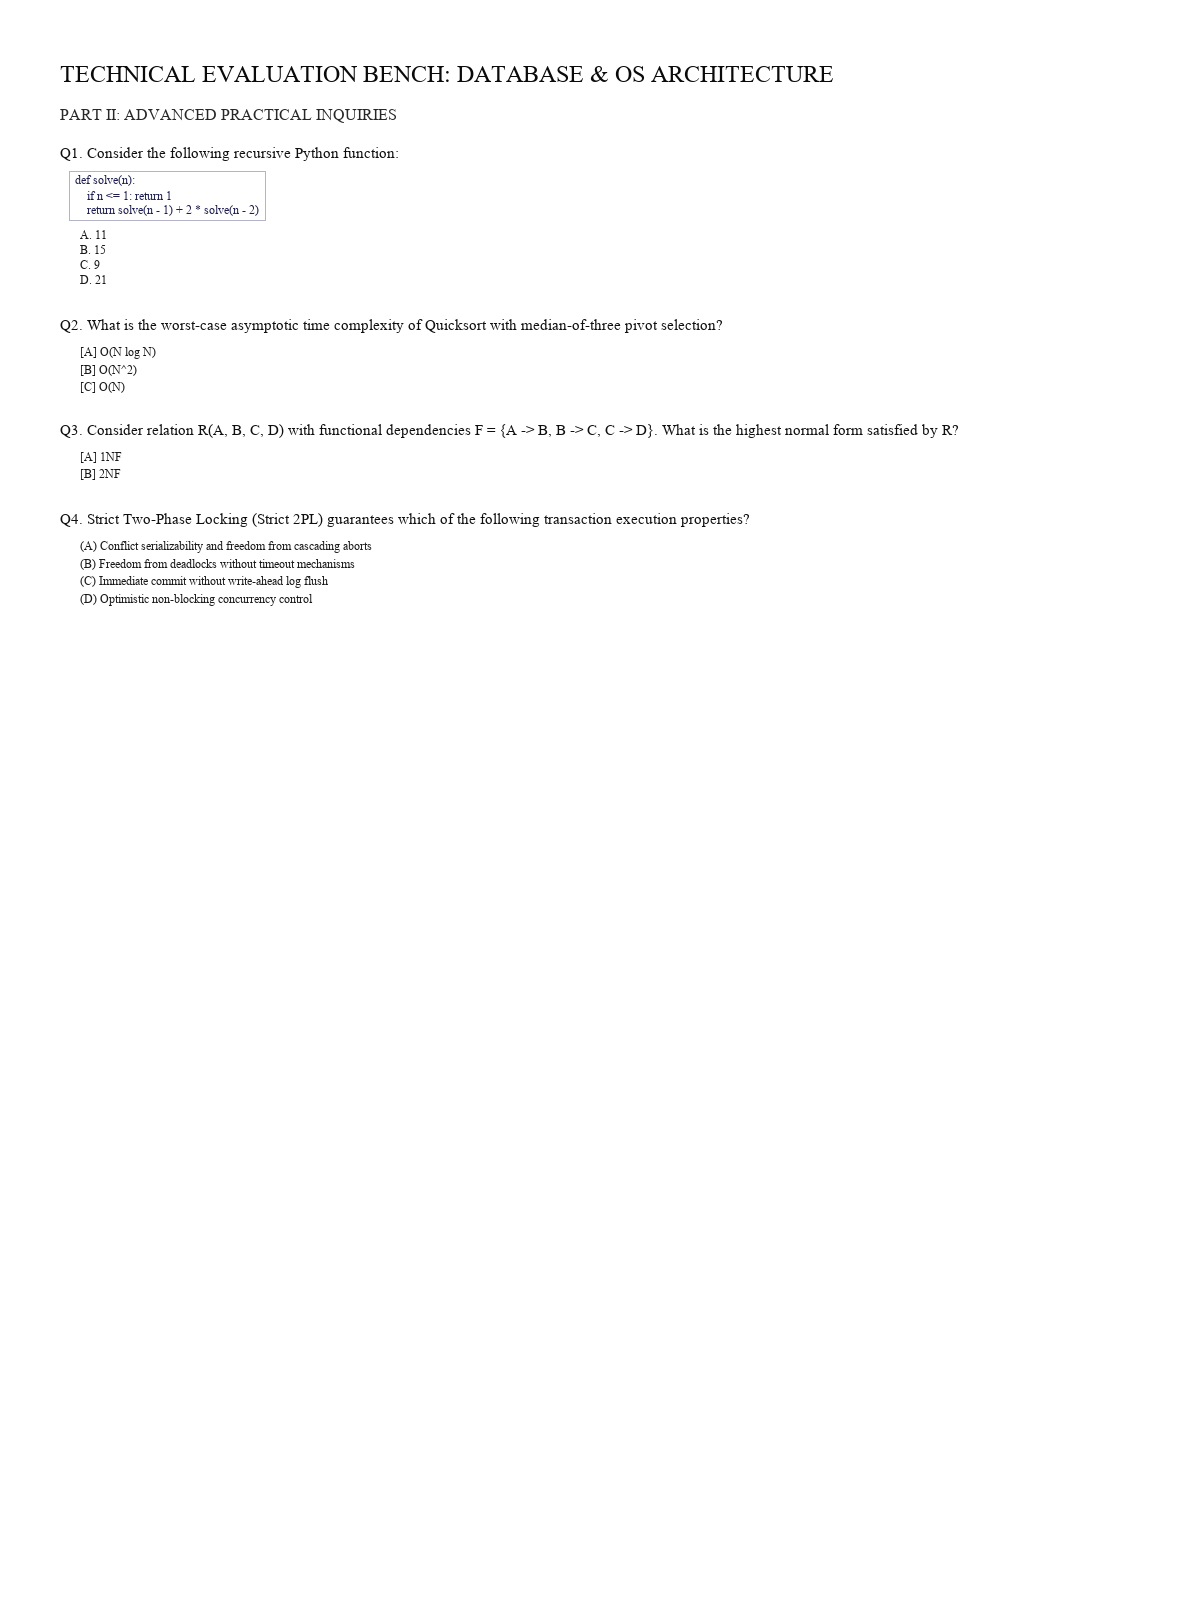 TECHNICAL EVALUATION BENCH: DATABASE & OS ARCHITECTURE
PART II: ADVANCED PRACTICAL INQUIRIES
Q1. Consider the following recursive Python function:
def solve(n):
    if n <= 1: return 1
    return solve(n - 1) + 2 * solve(n - 2)
A. 11
B. 15
C. 9
D. 21
Q2. What is the worst-case asymptotic time complexity of Quicksort with median-of-three pivot selection?
[A] O(N log N)
[B] O(N^2)
[C] O(N)
Q3. Consider relation R(A, B, C, D) with functional dependencies F = {A -> B, B -> C, C -> D}. What is the highest normal form satisfied by R?
[A] 1NF
[B] 2NF
Q4. Strict Two-Phase Locking (Strict 2PL) guarantees which of the following transaction execution properties?
(A) Conflict serializability and freedom from cascading aborts
(B) Freedom from deadlocks without timeout mechanisms
(C) Immediate commit without write-ahead log flush
(D) Optimistic non-blocking concurrency control